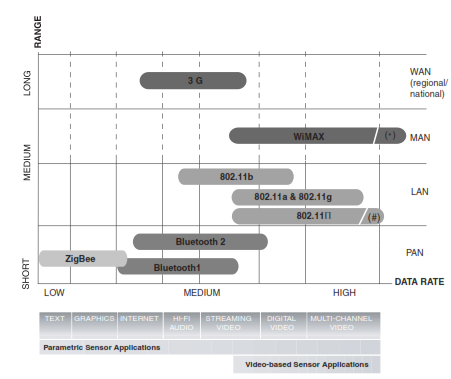 RANGE
LONG
3 G
WAN
(regional/
national)
WiMAX
(*)
MAN
MEDIUM
802.11b
802.11a & 802.11g
LAN
802.11n
(#)
Bluetooth 2
PAN
ZigBee
Bluetooth1
SHORT
DATA RATE
LOW
MEDIUM
HIGH
TEXT
GRAPHICS
INTERNET
HI-FI
AUDIO
STREAMING
VIDEO
DIGITAL
VIDEO
MULTI-CHANNEL
VIDEO
Parametric Sensor Applications
Video-based Sensor Applications